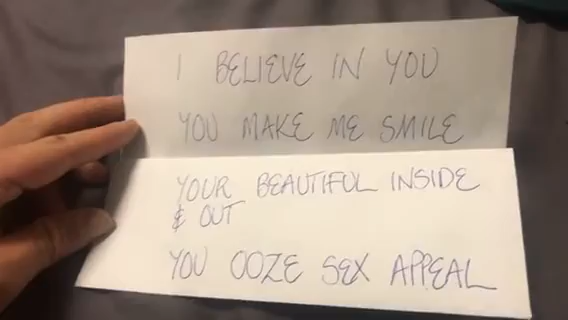 I BELIEVE IN YOU
YOU MAKE ME SMILE
YOUR BEAUTIFUL INSIDE
& OUT
YOU OOZE SEX APPEAL